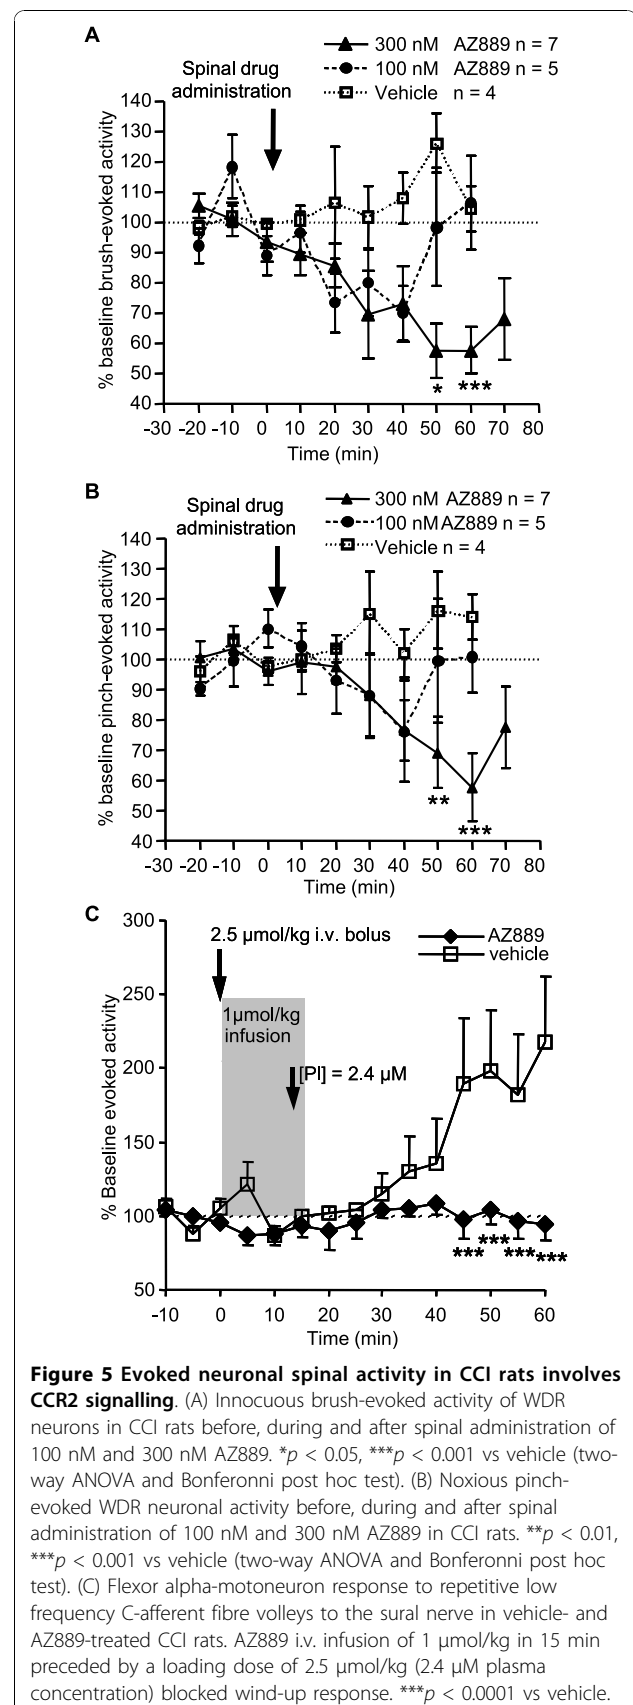 A
300 nM AZ889 n = 7
100 nM AZ889 n = 5
Vehicle n = 4
Spinal drug
administration
% baseline brush-evoked activity
140
130
120
110
100
90
80
70
60
50
40
* ***
-30 -20 -10 0 10 20 30 40 50 60 70 80
Time (min)
B
300 nM AZ889 n = 7
100 nM AZ889 n = 5
Vehicle n = 4
Spinal drug
administration
% baseline pinch-evoked activity
140
130
120
110
100
90
80
70
60
50
40
**
***
-30 -20 -10 0 10 20 30 40 50 60 70 80
Time (min)
C
AZ889
vehicle
2.5 µmol/kg i.v. bolus
1µmol/kg
infusion
[Pl] = 2.4 µM
% Baseline evoked activity
300
250
200
150
100
50
*** *** *** ***
-10 0 10 20 30 40 50 60
Time (min)
Figure 5 Evoked neuronal spinal activity in CCI rats involves
CCR2 signalling. (A) Innocuous brush-evoked activity of WDR
neurons in CCI rats before, during and after spinal administration of
100 nM and 300 nM AZ889. *p < 0.05, ***p < 0.001 vs vehicle (two-
way ANOVA and Bonferonni post hoc test). (B) Noxious pinch-
evoked WDR neuronal activity before, during and after spinal
administration of 100 nM and 300 nM AZ889 in CCI rats. **p < 0.01,
***p < 0.001 vs vehicle (two-way ANOVA and Bonferonni post hoc
test). (C) Flexor alpha-motoneuron response to repetitive low
frequency C-afferent fibre volleys to the sural nerve in vehicle- and
AZ889-treated CCI rats. AZ889 i.v. infusion of 1 µmol/kg in 15 min
preceded by a loading dose of 2.5 µmol/kg (2.4 µM plasma
concentration) blocked wind-up response. ***p < 0.0001 vs vehicle.